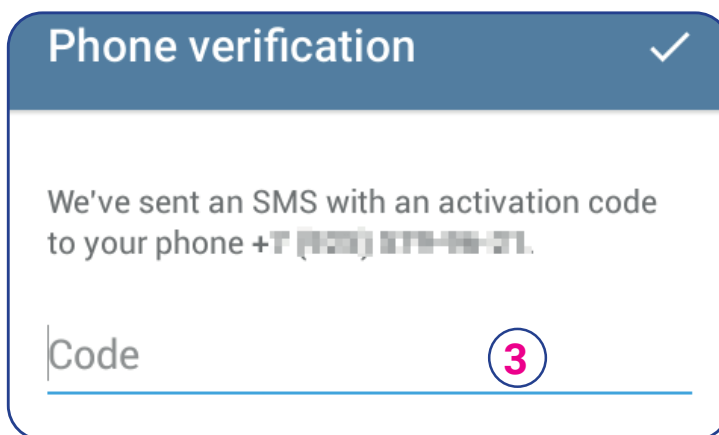 Phone verification
We've sent an SMS with an activation code
to your phone
Code
3